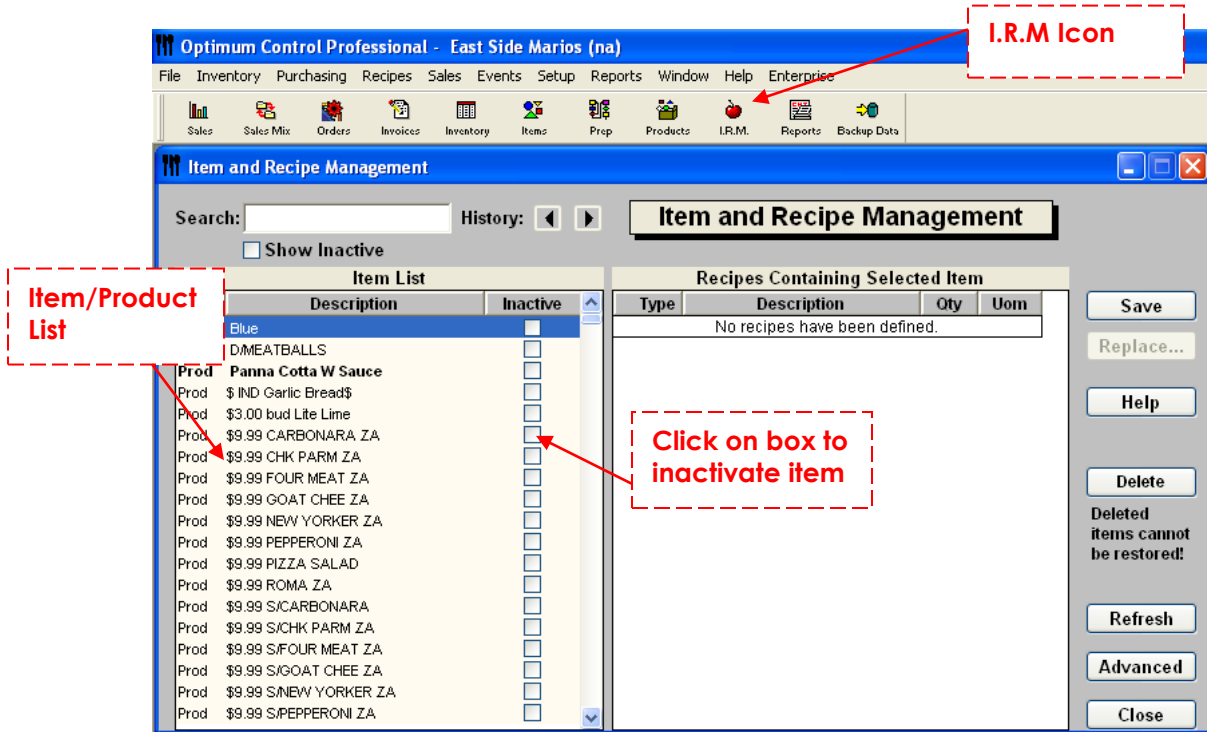 I.R.M Icon
Optimum Control Professional - East Side Marios (na)
File Inventory Purchasing Recipes Sales Events Setup Reports Window Help Enterprise
Sales Sales Mix Orders Invoices Inventory Items Prep Products I.R.M. Reports Backup Data
Item and Recipe Management
Search: History: Item and Recipe Management
Show Inactive
Item/Product
List
Item List
Description Inactive
Blue
D/MEATBALLS
Prod Panna Cotta W Sauce
Prod $ IND Garlic Bread$
Prod $3.00 bud Lite Lime
Prod $9.99 CARBONARA ZA
Prod $9.99 CHK PARM ZA
Prod $9.99 FOUR MEAT ZA
Prod $9.99 GOAT CHEE ZA
Prod $9.99 NEW YORKER ZA
Prod $9.99 PEPPERONI ZA
Prod $9.99 PIZZA SALAD
Prod $9.99 ROMA ZA
Prod $9.99 S/CARBONARA
Prod $9.99 S/CHK PARM ZA
Prod $9.99 S/FOUR MEAT ZA
Prod $9.99 S/GOAT CHEE ZA
Prod $9.99 S/NEW YORKER ZA
Prod $9.99 S/PEPPERONI ZA
Recipes Containing Selected Item
Type Description Qty Uom
No recipes have been defined.
Click on box to
inactivate item
Save
Replace...
Help
Delete
Deleted
items cannot
be restored!
Refresh
Advanced
Close